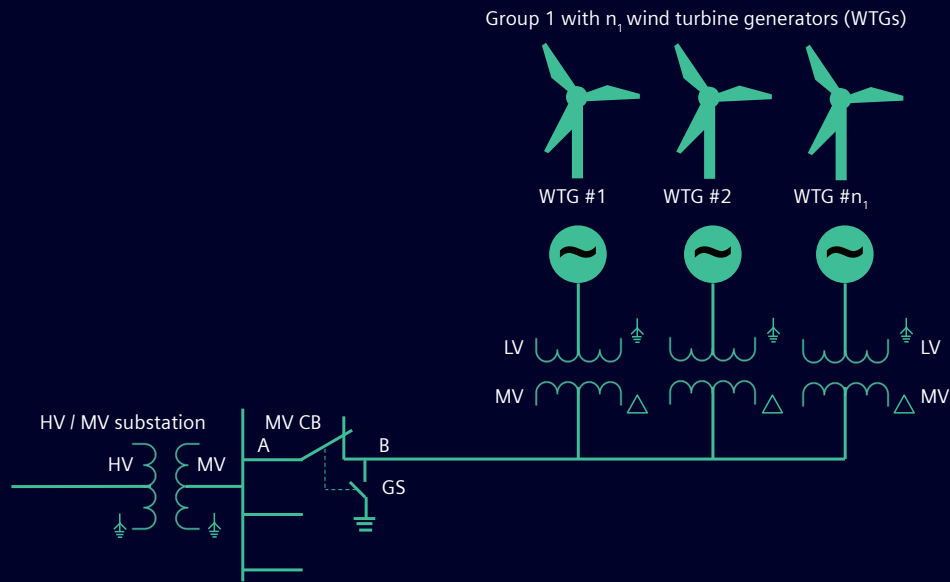 Group 1 with n₁ wind turbine generators (WTGs)
WTG #1
WTG #2
WTG #n₁
LV
LV
MV
MV
HV / MV substation
MV CB
A
B
HV
MV
GS